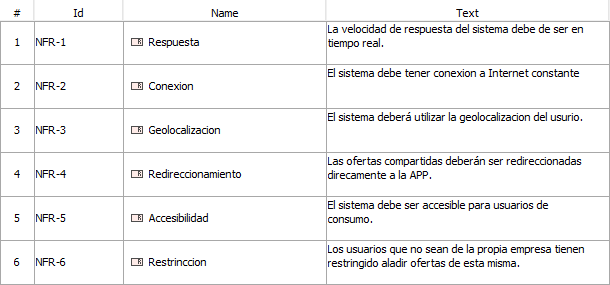 # Id Name Text
1 NFR-1 Respuesta La velocidad de respuesta del sistema debe de ser en
tiempo real.
2 NFR-2 Conexion El sistema debe tener conexion a Internet constante
3 NFR-3 Geolocalizacion El sistema deberá utilizar la geolocalizacion del usurio.
4 NFR-4 Redireccionamiento Las ofertas compartidas deberán ser redireccionadas
direcamente a la APP.
5 NFR-5 Accesibilidad El sistema debe ser accesible para usuarios de
consumo.
6 NFR-6 Restrinccion Los usuarios que no sean de la propia empresa tienen
restringido aladir ofertas de esta misma.